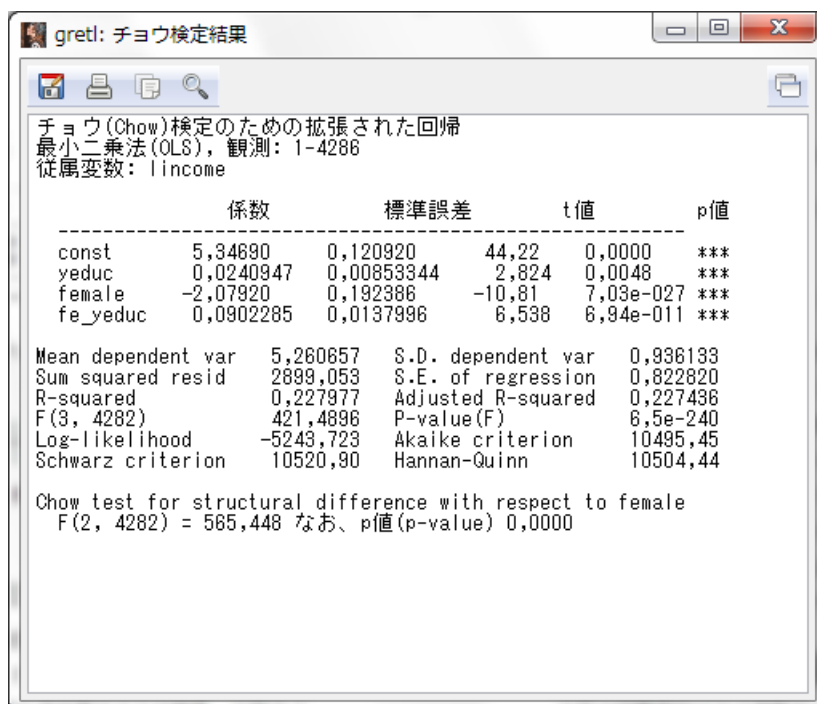 gretl: チョウ検定結果
チョウ(Chow)検定のための拡張された回帰
最小二乗法(OLS), 観測: 1-4286
従属変数: lincome
係数 標準誤差 t値 p値
-------------------------------------------------------
const 5,34690 0,120920 44,22 0,0000 ***
yeduc 0,0240947 0,00853344 2,824 0,0048 ***
female -2,07920 0,192386 -10,81 7,03e-027 ***
fe_yeduc 0,0902285 0,0137996 6,538 6,94e-011 ***
Mean dependent var 5,260657 S.D. dependent var 0,936133
Sum squared resid 2899,053 S.E. of regression 0,822820
R-squared 0,227977 Adjusted R-squared 0,227436
F(3, 4282) 421,4896 P-value(F) 6,5e-240
Log-likelihood -5243,723 Akaike criterion 10495,45
Schwarz criterion 10520,90 Hannan-Quinn 10504,44
Chow test for structural difference with respect to female
F(2, 4282) = 565,448 なお、p値(p-value) 0,0000